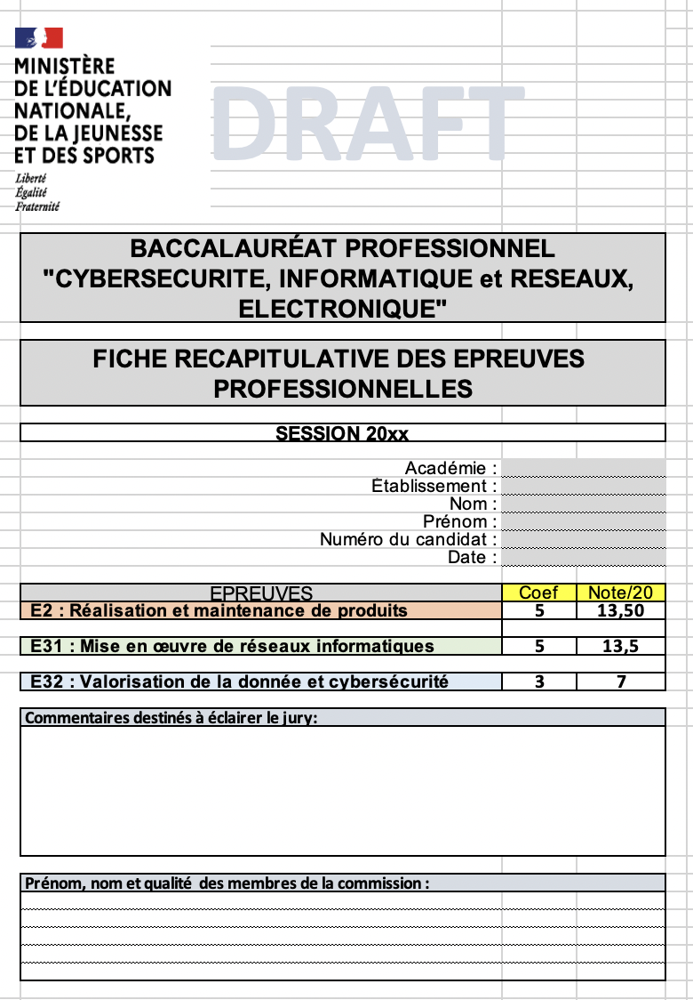 MINISTÈRE
DE L'ÉDUCATION
NATIONALE,
DE LA JEUNESSE
ET DES SPORTS
Liberté
Égalité
Fraternité
DRAFT
BACCALAURÉAT PROFESSIONNEL
"CYBERSECURITE, INFORMATIQUE et RESEAUX,
ELECTRONIQUE"
FICHE RECAPITULATIVE DES EPREUVES
PROFESSIONNELLES
SESSION 20xx
Académie :
Établissement :
Nom :
Prénom :
Numéro du candidat :
Date :
EPREUVES Coef Note/20
E2 : Réalisation et maintenance de produits 5 13,50
E31 : Mise en œuvre de réseaux informatiques 5 13,5
E32 : Valorisation de la donnée et cybersécurité 3 7
Commentaires destinés à éclairer le jury:
Prénom, nom et qualité des membres de la commission :